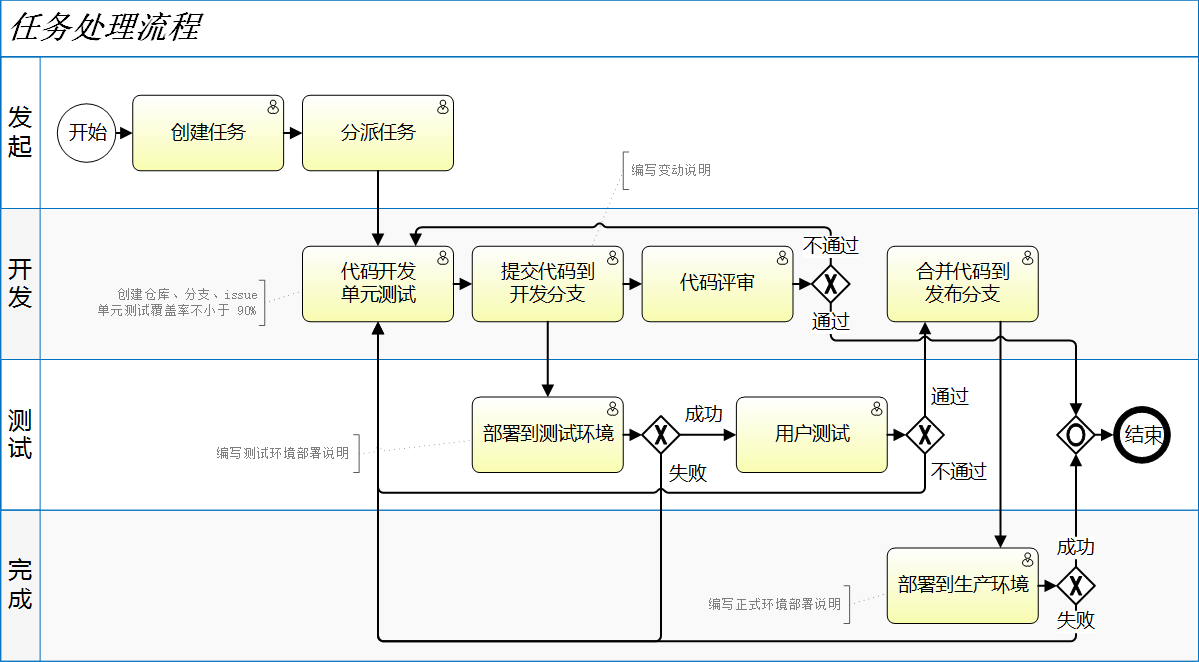 任务处理流程
发起
开始
创建任务
分派任务
编写变动说明
开发
创建仓库、分支、issue
单元测试覆盖率不小于 90%
代码开发
单元测试
提交代码到
开发分支
代码评审
不通过
X
通过
合并代码到
发布分支
测试
编写测试环境部署说明
部署到测试环境
X
成功
失败
用户测试
X
通过
不通过
结束
完成
编写正式环境部署说明
部署到生产环境
成功
X
失败